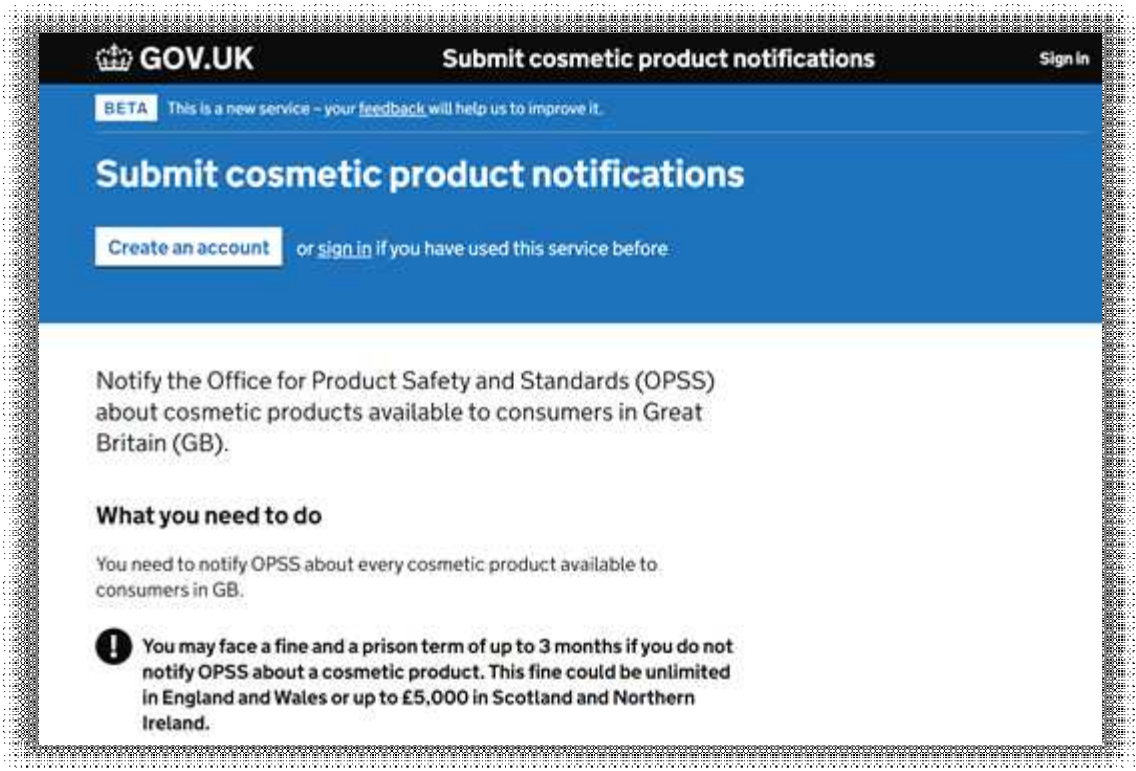 GOV.UK Submit cosmetic product notifications Sign in
BETA This is a new service – your feedback will help us to improve it.
Submit cosmetic product notifications
Create an account or sign in if you have used this service before
Notify the Office for Product Safety and Standards (OPSS)
about cosmetic products available to consumers in Great
Britain (GB).
What you need to do
You need to notify OPSS about every cosmetic product available to
consumers in GB.
! You may face a fine and a prison term of up to 3 months if you do not
notify OPSS about a cosmetic product. This fine could be unlimited
in England and Wales or up to £5,000 in Scotland and Northern
Ireland.